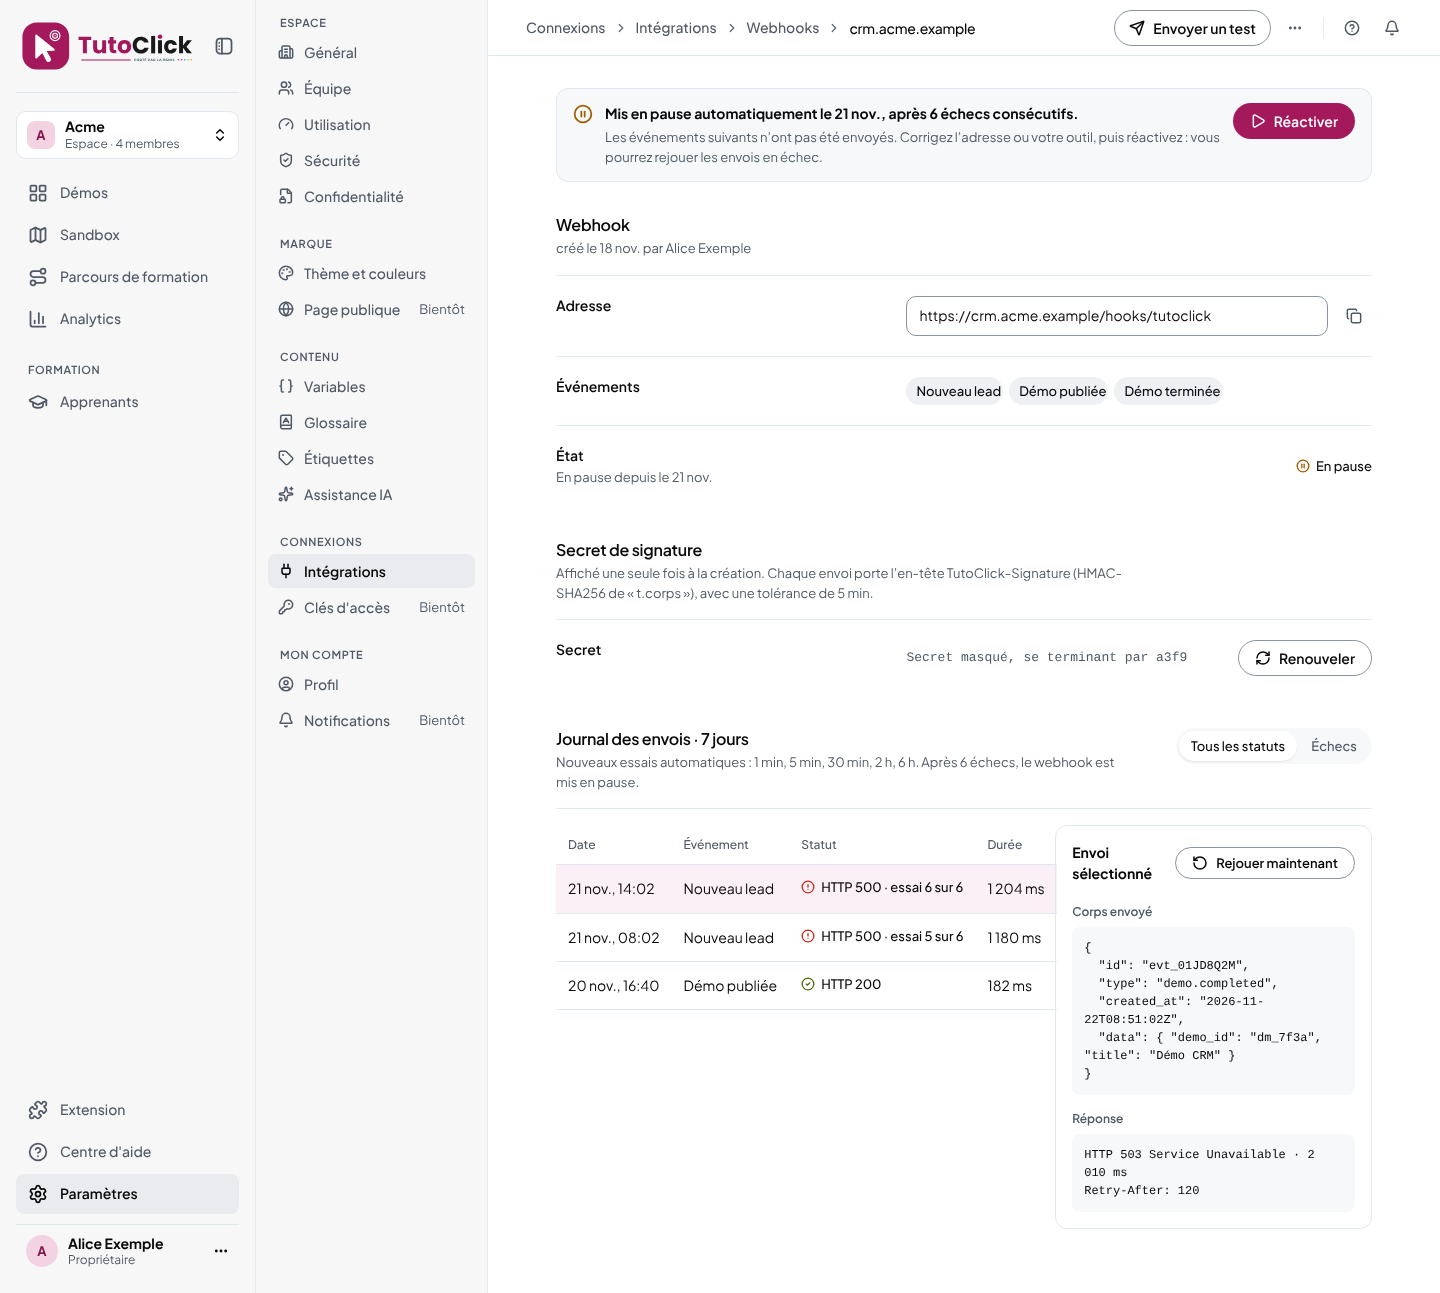 TutoClick
Acme
Espace · 4 membres
Démos
Sandbox
Parcours de formation
Analytics
FORMATION
Apprenants
Extension
Centre d'aide
Paramètres
Alice Exemple
Propriétaire
ESPACE
Général
Équipe
Utilisation
Sécurité
Confidentialité
MARQUE
Thème et couleurs
Page publique Bientôt
CONTENU
Variables
Glossaire
Étiquettes
Assistance IA
CONNEXIONS
Intégrations
Clés d'accès Bientôt
MON COMPTE
Profil
Notifications Bientôt
Connexions > Intégrations > Webhooks > crm.acme.example
Envoyer un test
Mis en pause automatiquement le 21 nov., après 6 échecs consécutifs.
Les événements suivants n'ont pas été envoyés. Corrigez l'adresse ou votre outil, puis réactivez : vous
pourrez rejouer les envois en échec.
Réactiver
Webhook
créé le 18 nov. par Alice Exemple
Adresse
https://crm.acme.example/hooks/tutoclick
Événements
Nouveau lead Démo publiée Démo terminée
État
En pause depuis le 21 nov.
En pause
Secret de signature
Affiché une seule fois à la création. Chaque envoi porte l'en-tête TutoClick-Signature (HMAC-
SHA256 de « t.corps »), avec une tolérance de 5 min.
Secret
Secret masqué, se terminant par a3f9
Renouveler
Journal des envois · 7 jours
Nouveaux essais automatiques : 1 min, 5 min, 30 min, 2 h, 6 h. Après 6 échecs, le webhook est
mis en pause.
Tous les statuts Échecs
Date Événement Statut Durée
21 nov., 14:02 Nouveau lead HTTP 500 · essai 6 sur 6 1 204 ms
21 nov., 08:02 Nouveau lead HTTP 500 · essai 5 sur 6 1 180 ms
20 nov., 16:40 Démo publiée HTTP 200 182 ms
Envoi
sélectionné
Rejouer maintenant
Corps envoyé
{
"id": "evt_01JD8Q2M",
"type": "demo.completed",
"created_at": "2026-11-
22T08:51:02Z",
"data": { "demo_id": "dm_7f3a",
"title": "Démo CRM" }
}
Réponse
HTTP 503 Service Unavailable · 2
010 ms
Retry-After: 120